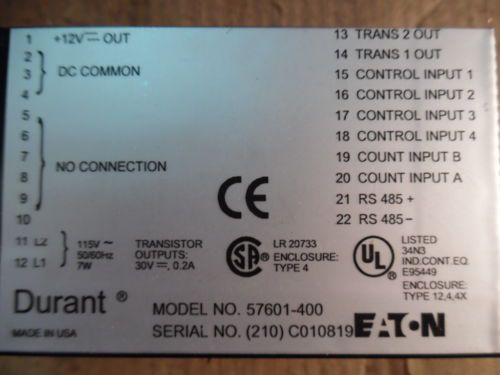 1 +12V⎓ OUT
2
3 DC COMMON
4
5
6
7 NO CONNECTION
8
9
10
11 L2
12 L1
115V ~
50/60Hz
7W
13 TRANS 2 OUT
14 TRANS 1 OUT
15 CONTROL INPUT 1
16 CONTROL INPUT 2
17 CONTROL INPUT 3
18 CONTROL INPUT 4
19 COUNT INPUT B
20 COUNT INPUT A
21 RS 485 +
22 RS 485 –
CE
TRANSISTOR
OUTPUTS:
30V ⎓, 0.2A
SA
LR 20733
ENCLOSURE:
TYPE 4
UL
LISTED
34N3
IND.CONT.EQ.
E95449
ENCLOSURE:
TYPE 12,4,4X
Durant ®
MADE IN USA
MODEL NO. 57601-400
SERIAL NO. (210) C010819
EATON